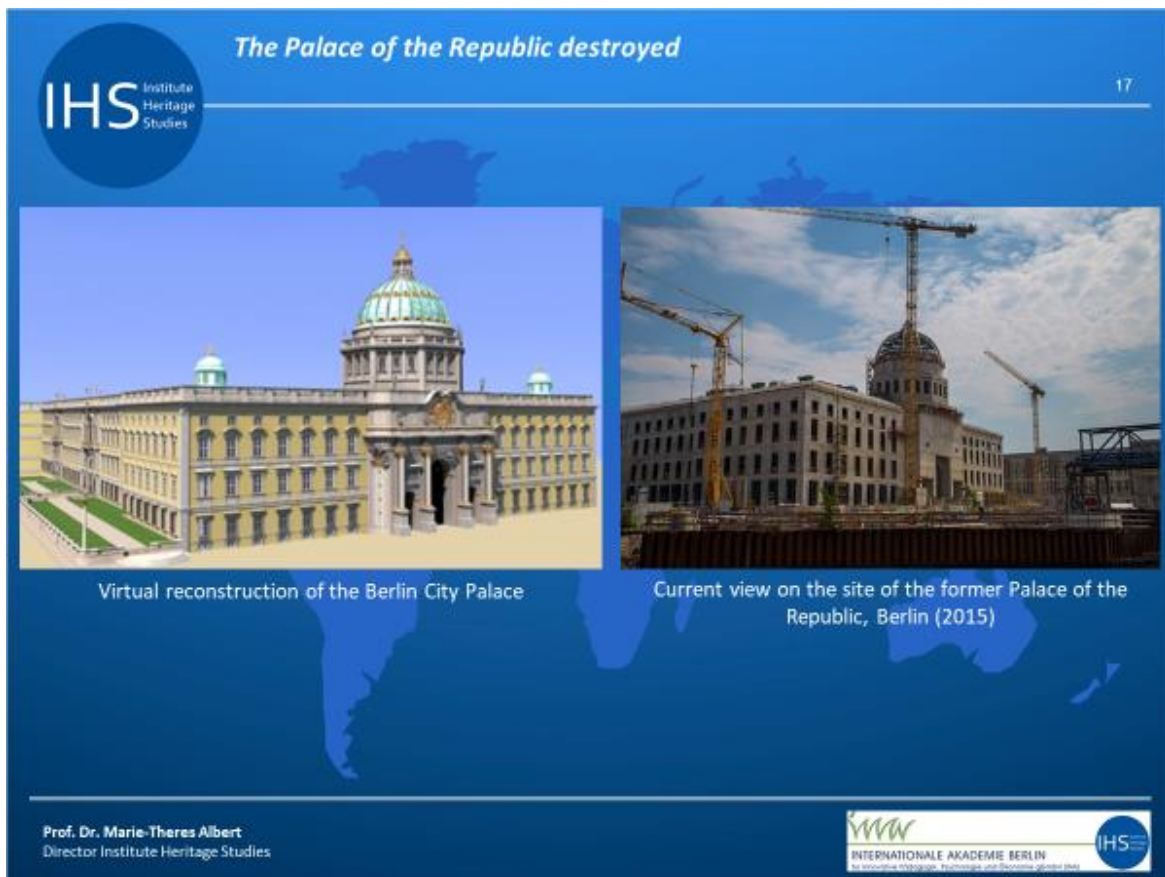 The Palace of the Republic destroyed
17
IHS
Institute
Heritage
Studies
Virtual reconstruction of the Berlin City Palace
Current view on the site of the former Palace of the
Republic, Berlin (2015)
Prof. Dr. Marie-Theres Albert
Director Institute Heritage Studies
INTERNATIONALE AKADEMIE BERLIN
IHS